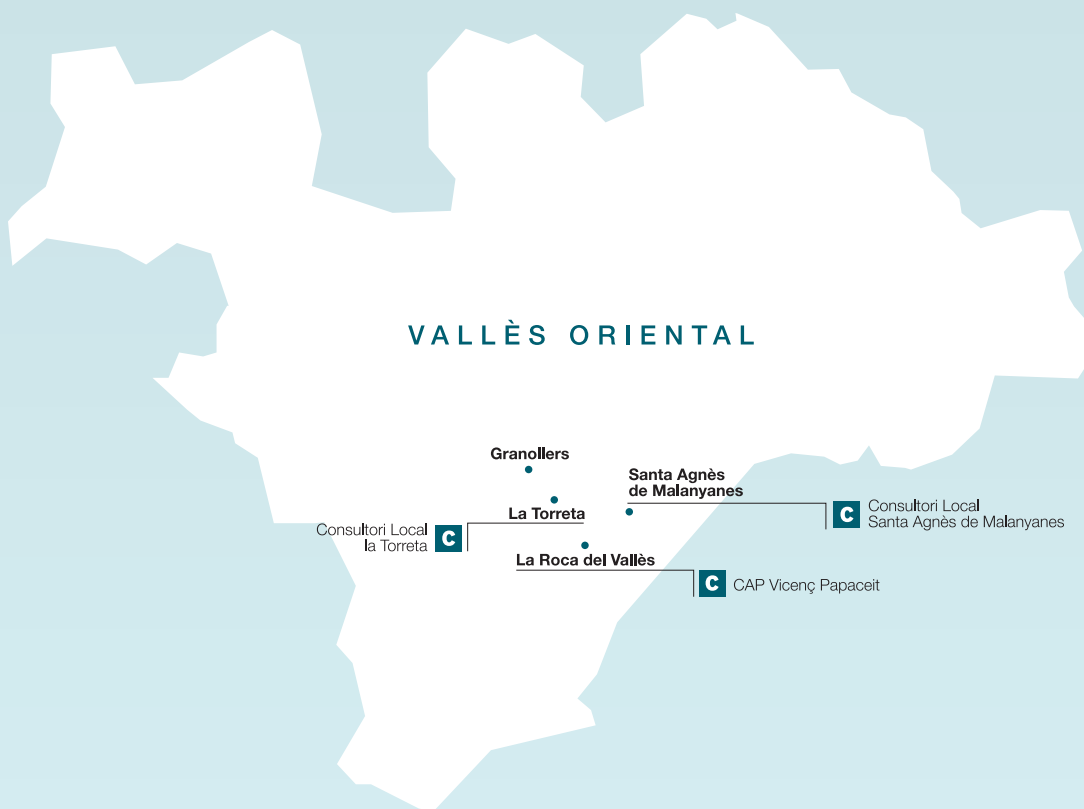 VALLÈS ORIENTAL
Granollers
Santa Agnès
de Malanyanes
La Torreta
C
Consultori Local
Santa Agnès de Malanyanes
Consultori Local
la Torreta
C
La Roca del Vallès
C
CAP Vicenç Papaceit